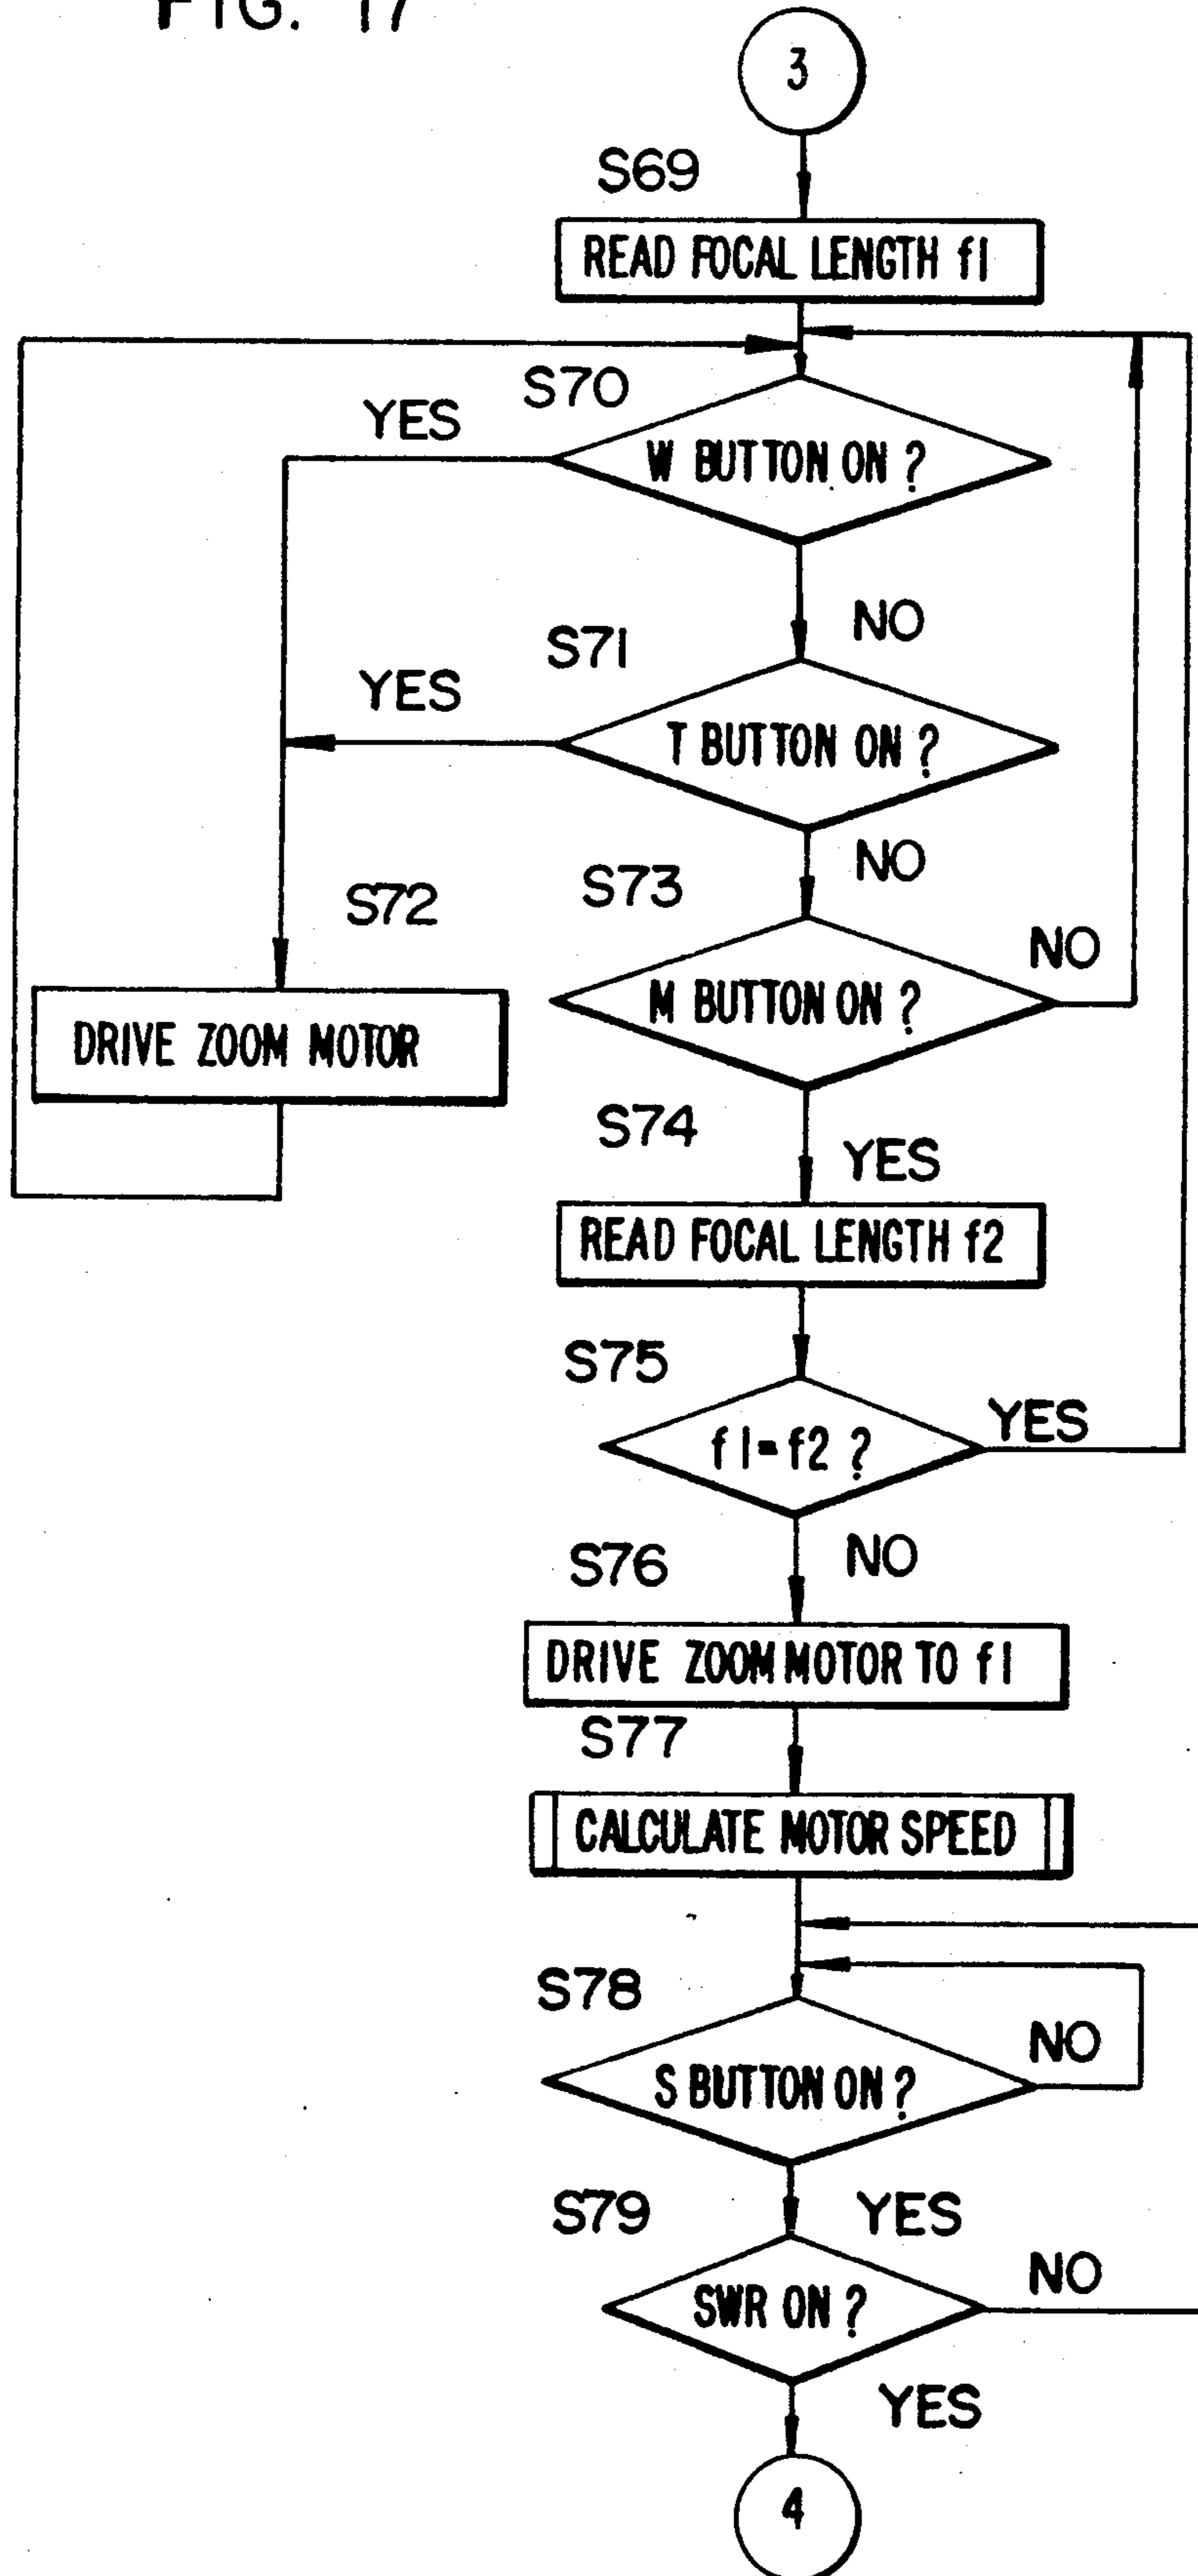 FIG. 17
3
S69
READ FOCAL LENGTH f1
S70
YES
W BUTTON ON ?
NO
S71
YES
T BUTTON ON ?
NO
S73
S72
NO
M BUTTON ON ?
DRIVE ZOOM MOTOR
S74
YES
READ FOCAL LENGTH f2
S75
YES
f1=f2 ?
NO
S76
DRIVE ZOOM MOTOR TO f1
S77
CALCULATE MOTOR SPEED
S78
NO
S BUTTON ON ?
S79
YES
NO
SWR ON ?
YES
4